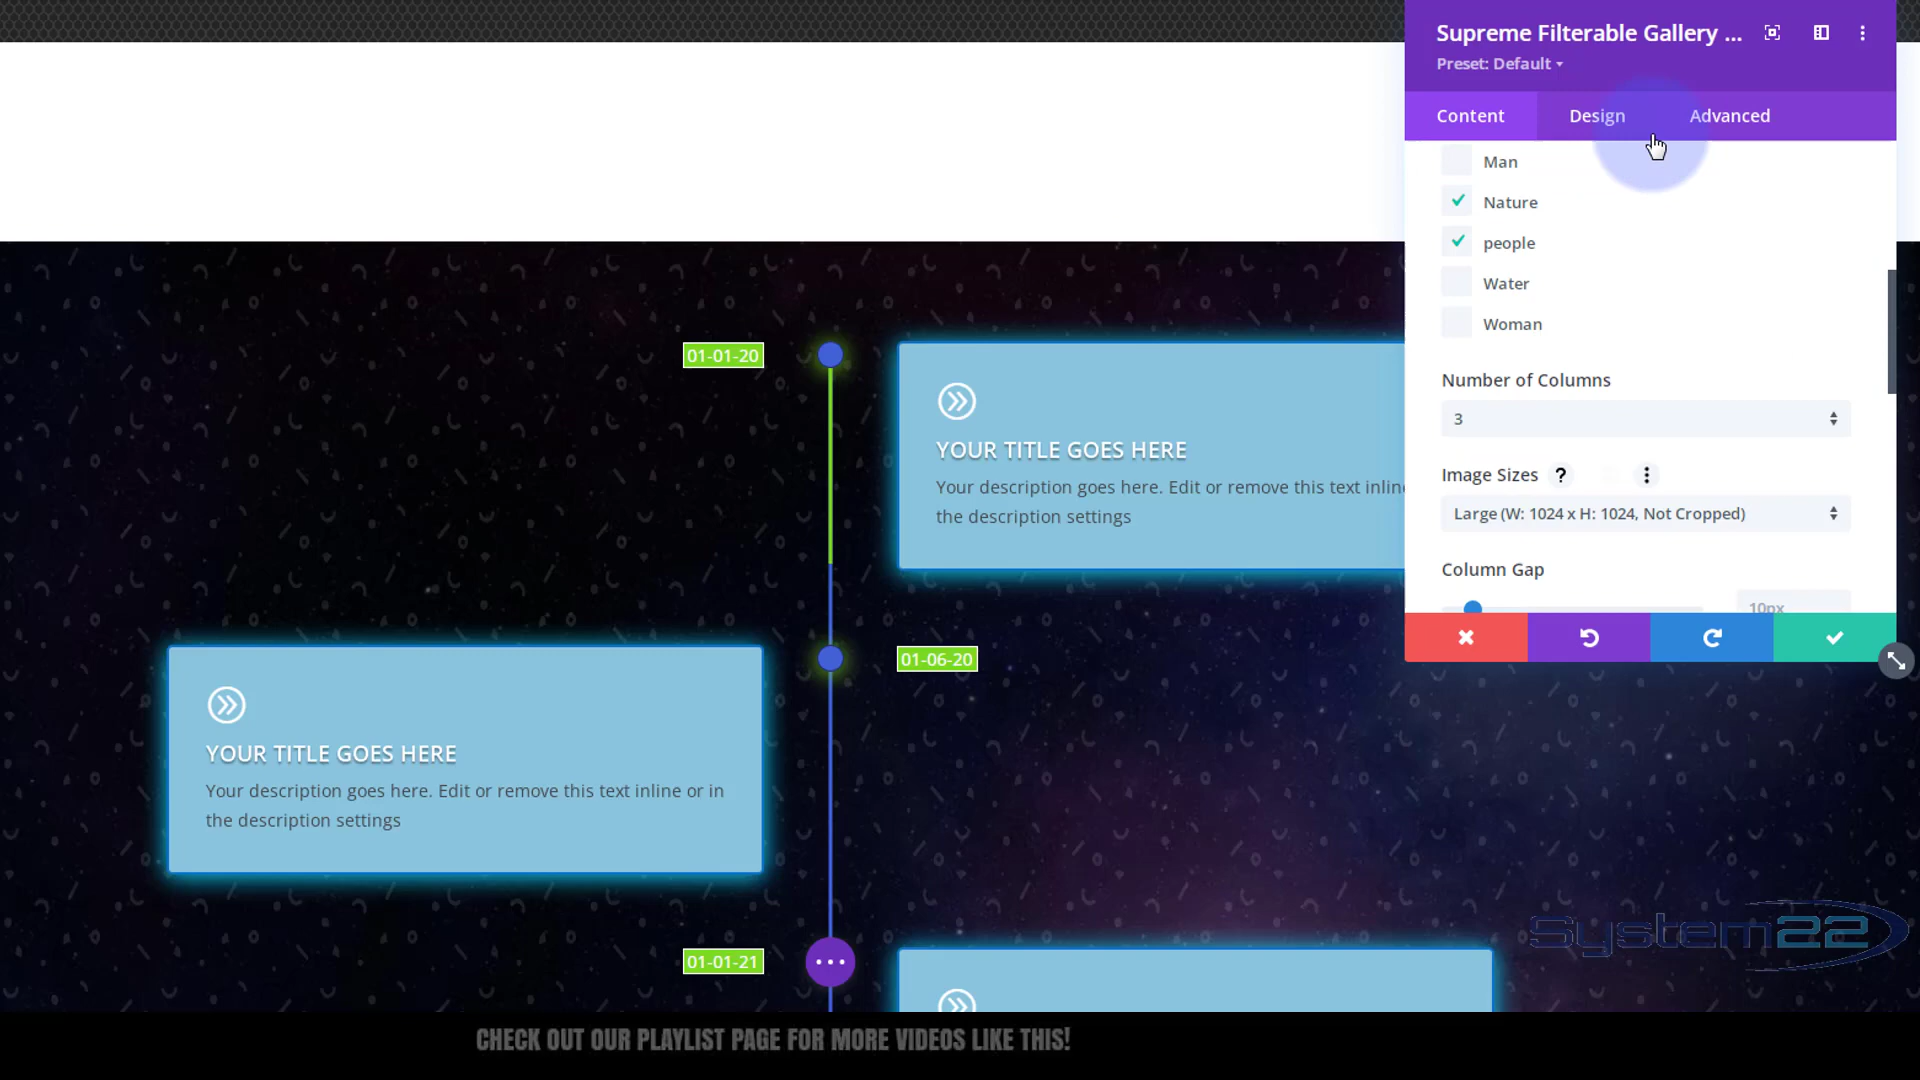 Supreme Filterable Gallery ...
Preset: Default
Content
Design
Advanced
Man
Nature
people
Water
Woman
Number of Columns
3
Image Sizes ?
Large (W: 1024 x H: 1024, Not Cropped)
Column Gap
10px
01-01-20
YOUR TITLE GOES HERE
Your description goes here. Edit or remove this text inline
the description settings
01-06-20
YOUR TITLE GOES HERE
Your description goes here. Edit or remove this text inline or in
the description settings
01-01-21
System22
CHECK OUT OUR PLAYLIST PAGE FOR MORE VIDEOS LIKE THIS!